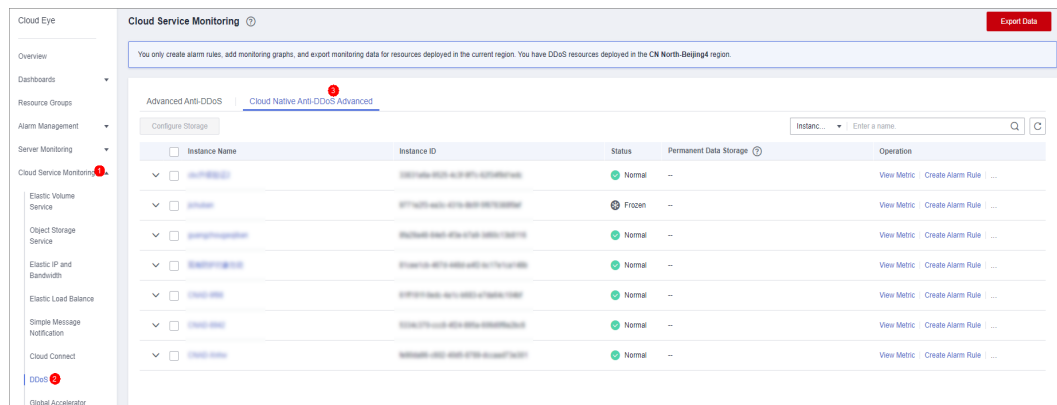 Cloud Eye
Cloud Service Monitoring ?
Export Data
You only create alarm rules, add monitoring graphs, and export monitoring data for resources deployed in the current region. You have DDoS resources deployed in the CN North-Beijing4 region.
Overview
Dashboards
Resource Groups
Alarm Management
Server Monitoring
Cloud Service Monitoring 1
Elastic Volume
Service
Object Storage
Service
Elastic IP and
Bandwidth
Elastic Load Balance
Simple Message
Notification
Cloud Connect
DDoS 2
Global Accelerator
3
Advanced Anti-DDoS Cloud Native Anti-DDoS Advanced
Configure Storage
Instanc... Enter a name.
Instance Name Instance ID Status Permanent Data Storage ? Operation
Normal -- View Metric Create Alarm Rule ...
Frozen -- View Metric Create Alarm Rule ...
Normal -- View Metric Create Alarm Rule ...
Normal -- View Metric Create Alarm Rule ...
Normal -- View Metric Create Alarm Rule ...
Normal -- View Metric Create Alarm Rule ...
Normal -- View Metric Create Alarm Rule ...